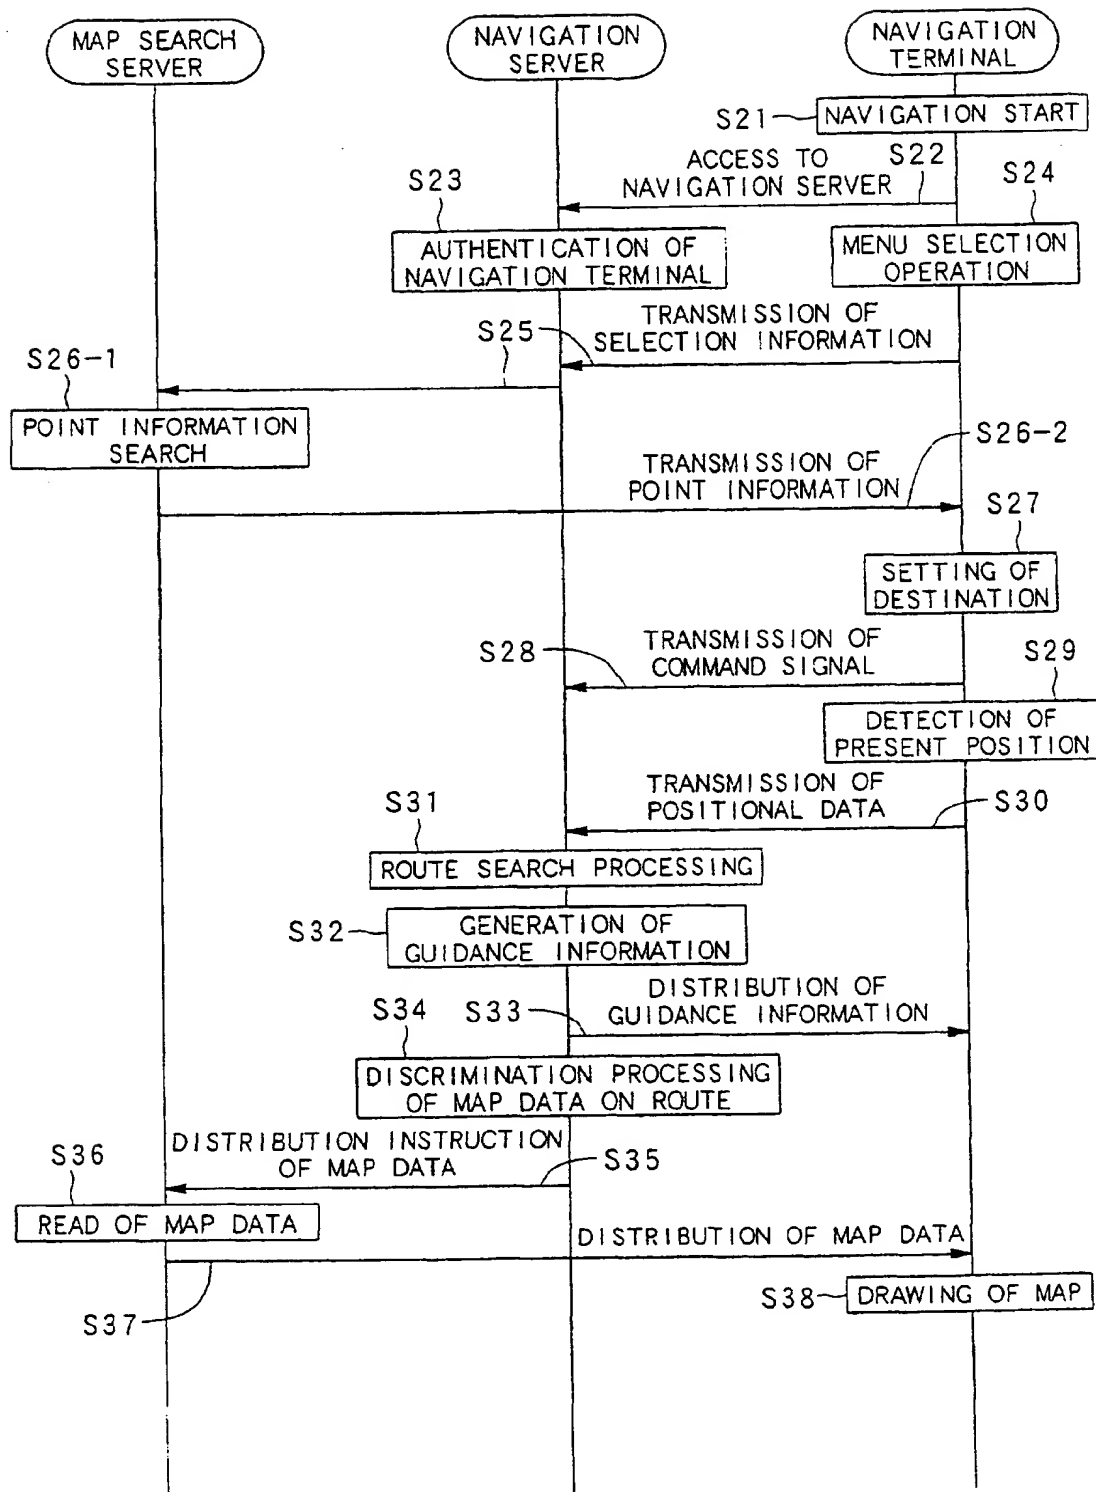 MAP SEARCH
SERVER
NAVIGATION
SERVER
NAVIGATION
TERMINAL
S21
NAVIGATION START
ACCESS TO
NAVIGATION SERVER
S22
S23
S24
AUTHENTICATION OF
NAVIGATION TERMINAL
MENU SELECTION
OPERATION
TRANSMISSION OF
SELECTION INFORMATION
S25
S26-1
POINT INFORMATION
SEARCH
S26-2
TRANSMISSION OF
POINT INFORMATION
S27
SETTING OF
DESTINATION
TRANSMISSION OF
COMMAND SIGNAL
S28
S29
DETECTION OF
PRESENT POSITION
TRANSMISSION OF
POSITIONAL DATA
S30
S31
ROUTE SEARCH PROCESSING
S32
GENERATION OF
GUIDANCE INFORMATION
DISTRIBUTION OF
GUIDANCE INFORMATION
S33
S34
DISCRIMINATION PROCESSING
OF MAP DATA ON ROUTE
DISTRIBUTION INSTRUCTION
OF MAP DATA
S35
S36
READ OF MAP DATA
DISTRIBUTION OF MAP DATA
S37
S38
DRAWING OF MAP